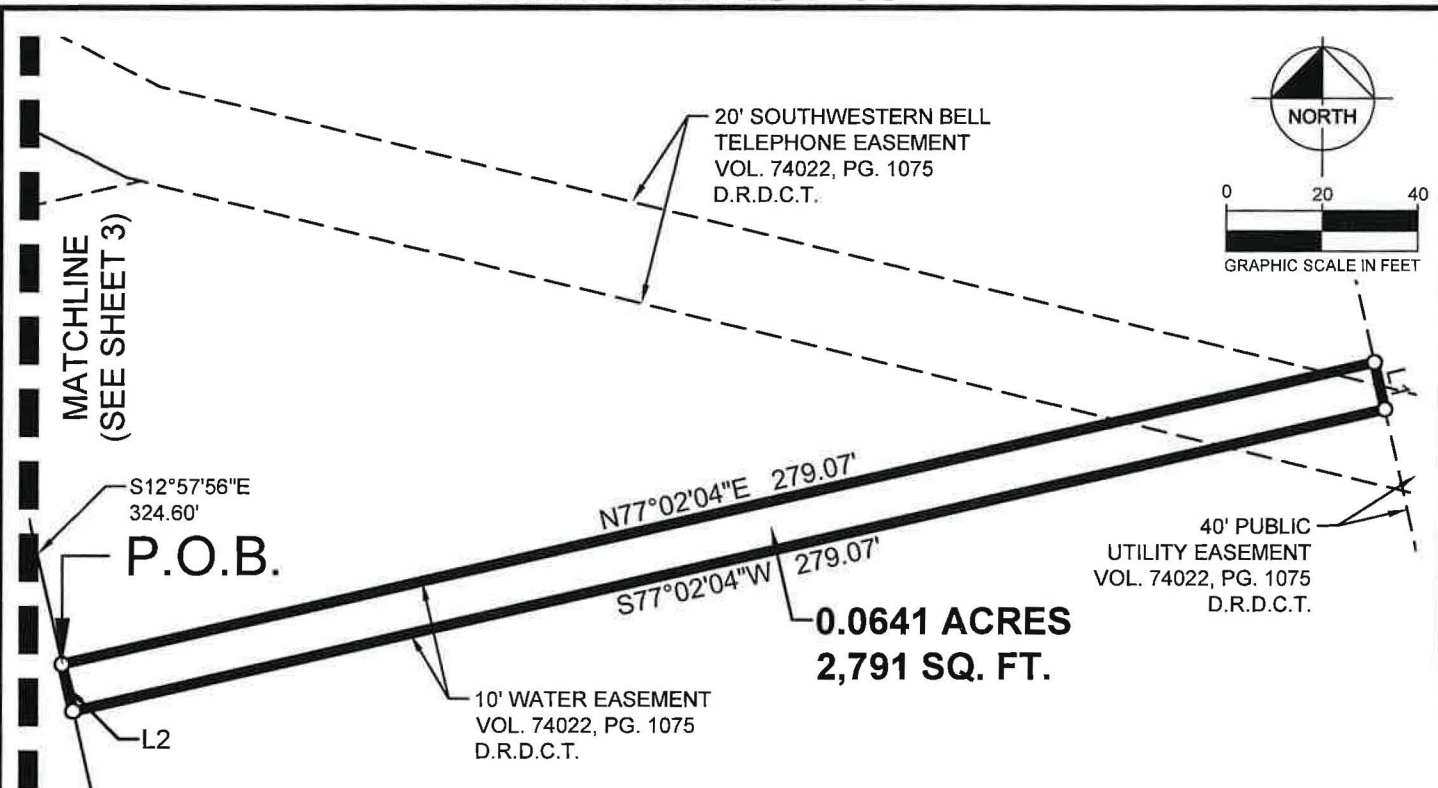 20' SOUTHWESTERN BELL
TELEPHONE EASEMENT
VOL. 74022, PG. 1075
D.R.D.C.T.
NORTH
0 20 40
GRAPHIC SCALE IN FEET
MATCHLINE
(SEE SHEET 3)
S12°57'56"E
324.60'
P.O.B.
N77°02'04"E 279.07'
S77°02'04"W 279.07'
L1
40' PUBLIC
UTILITY EASEMENT
VOL. 74022, PG. 1075
D.R.D.C.T.
0.0641 ACRES
2,791 SQ. FT.
10' WATER EASEMENT
VOL. 74022, PG. 1075
D.R.D.C.T.
L2